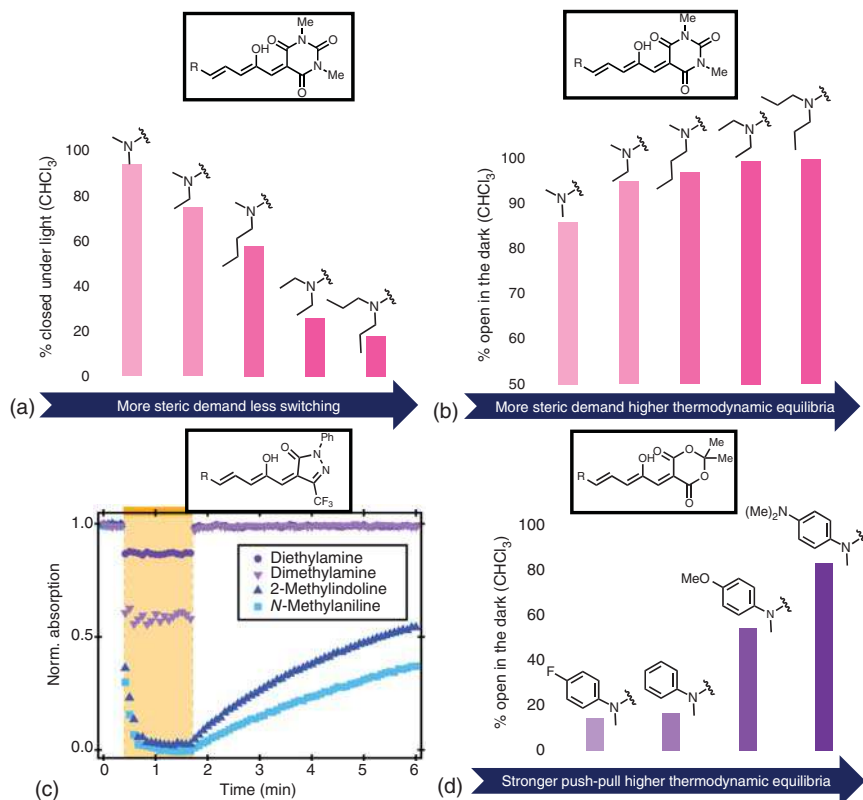 O
OH
N
Me
R
O
N
O
Me
% closed under light (CHCl3)
100
80
60
40
20
0
N
N
N
N
N
(a)
More steric demand less switching
O
OH
N
Me
R
O
N
O
Me
% open in the dark (CHCl3)
100
90
80
70
60
50
N
N
N
N
N
(b)
More steric demand higher thermodynamic equilibria
Ph
O
OH
N
N
R
CF3
Norm. absorption
1.0
0.5
0.0
Diethylamine
Dimethylamine
2-Methylindoline
N-Methylaniline
0
1
2
3
4
5
6
Time (min)
(c)
O
Me
OH
O
Me
R
O
O
% open in the dark (CHCl3)
100
80
60
40
20
0
F
N
N
MeO
N
(Me)2N
N
(d)
Stronger push-pull higher thermodynamic equilibria